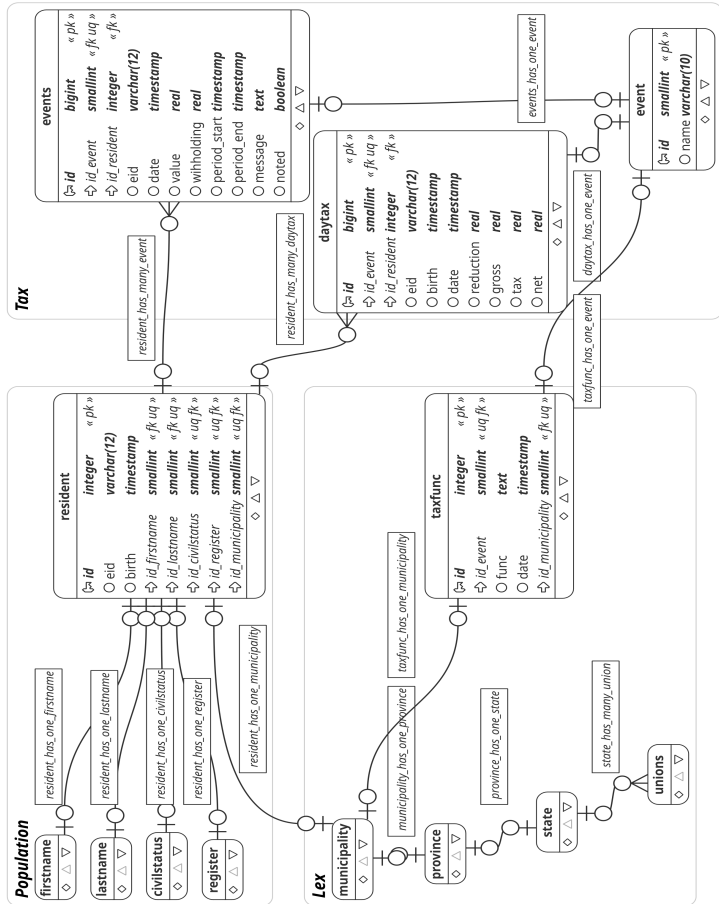 Population
firstname
lastname
civilstatus
register
resident_has_one_firstname
resident_has_one_lastname
resident_has_one_civilstatus
resident_has_one_register
resident_has_one_municipality
resident
id integer « pk »
eid varchar(12)
birth timestamp
id_firstname smallint « fk uq »
id_lastname smallint « fk uq »
id_civilstatus smallint « uq fk »
id_register smallint « uq fk »
id_municipality smallint « uq fk »
Tax
resident_has_many_event
resident_has_many_daytax
events
id bigint « pk »
id_event smallint « fk uq »
id_resident integer « fk »
eid varchar(12)
date timestamp
value real
wihholding real
period_start timestamp
period_end timestamp
message text
noted boolean
daytax
id bigint « pk »
id_event smallint « fk uq »
id_resident integer « fk »
eid varchar(12)
birth timestamp
date timestamp
reduction real
gross real
tax real
net real
events_has_one_event
daytax_has_one_event
taxfunc_has_one_event
event
id smallint « pk »
name varchar(10)
Lex
municipality
province
state
unions
municipality_has_one_province
taxfunc_has_one_municipality
province_has_one_state
state_has_many_union
taxfunc
id integer « pk »
id_event smallint « uq fk »
func text
date timestamp
id_municipality smallint « fk uq »